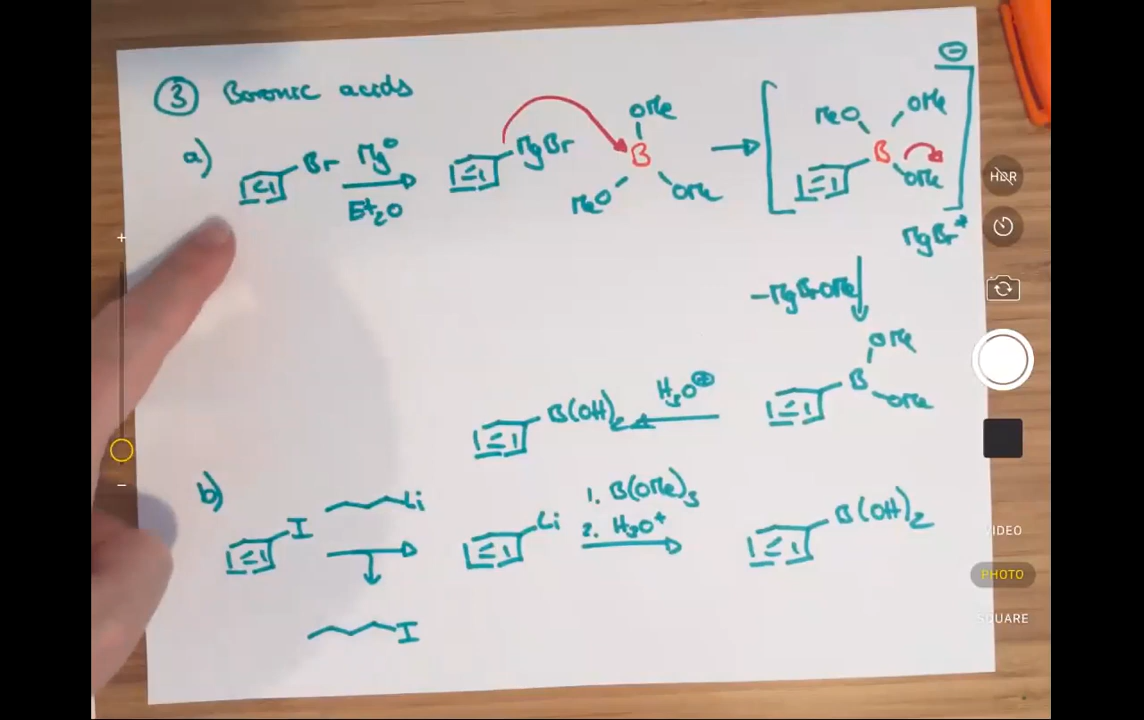 ③ Boronic acids
a)
Br Mg⁰
Et₂O
MgBr
OMe
B
MeO OMe
⊖
MeO OMe
B
OMe
MgBr⁺
-MgBrOMe
OMe
B
OMe
H₃O⊕
B(OH)₂
b)
I
Li
Li
1. B(OMe)₃
2. H₃O⁺
B(OH)₂
I
HDR
VIDEO
PHOTO
SQUARE